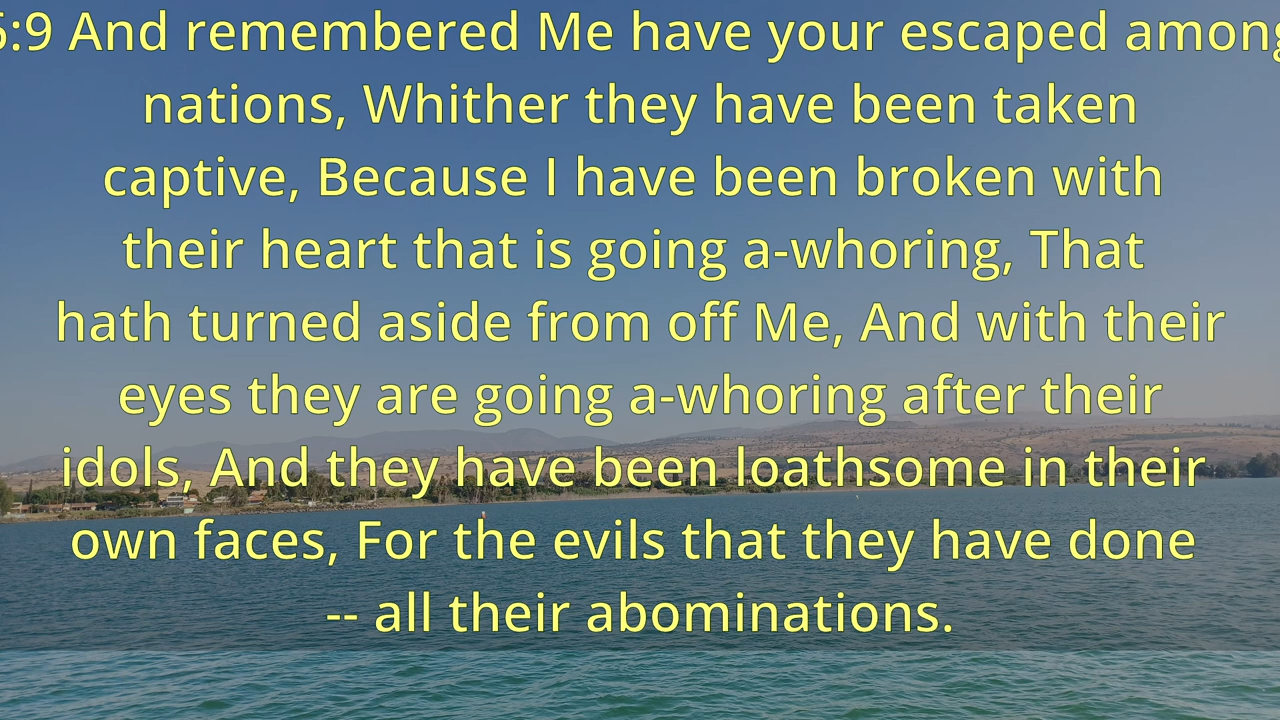 6:9 And remembered Me have your escaped among
nations, Whither they have been taken
captive, Because I have been broken with
their heart that is going a-whoring, That
hath turned aside from off Me, And with their
eyes they are going a-whoring after their
idols, And they have been loathsome in their
own faces, For the evils that they have done
-- all their abominations.